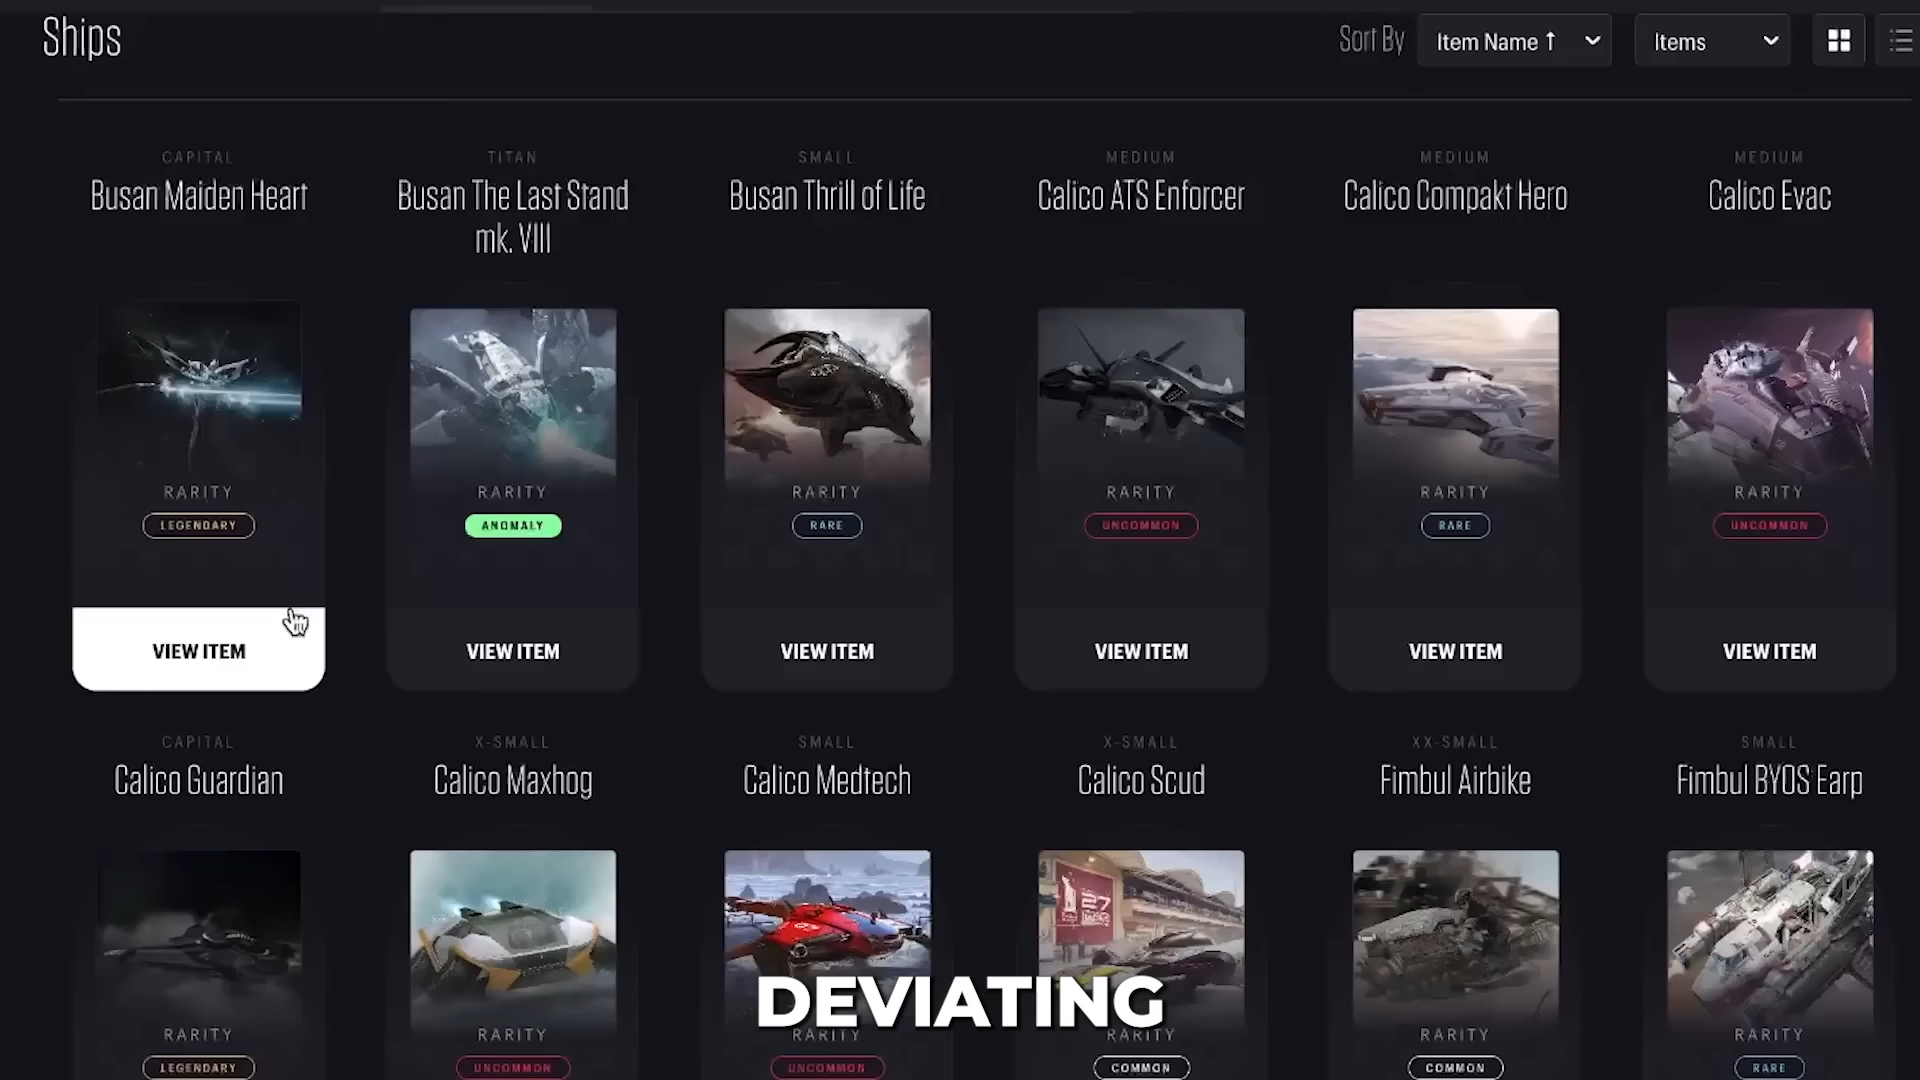 Ships
Sort By
Item Name ↑
Items
CAPITAL
Busan Maiden Heart
TITAN
Busan The Last Stand
mk. VIII
SMALL
Busan Thrill of Life
MEDIUM
Calico ATS Enforcer
MEDIUM
Calico Compakt Hero
MEDIUM
Calico Evac
RARITY
LEGENDARY
RARITY
ANOMALY
RARITY
RARE
RARITY
UNCOMMON
RARITY
RARE
RARITY
UNCOMMON
VIEW ITEM
VIEW ITEM
VIEW ITEM
VIEW ITEM
VIEW ITEM
VIEW ITEM
CAPITAL
Calico Guardian
X-SMALL
Calico Maxhog
SMALL
Calico Medtech
X-SMALL
Calico Scud
XX-SMALL
Fimbul Airbike
SMALL
Fimbul BYOS Earp
27
DEVIATING
RARITY
LEGENDARY
RARITY
UNCOMMON
RARITY
UNCOMMON
RARITY
COMMON
RARITY
COMMON
RARITY
RARE